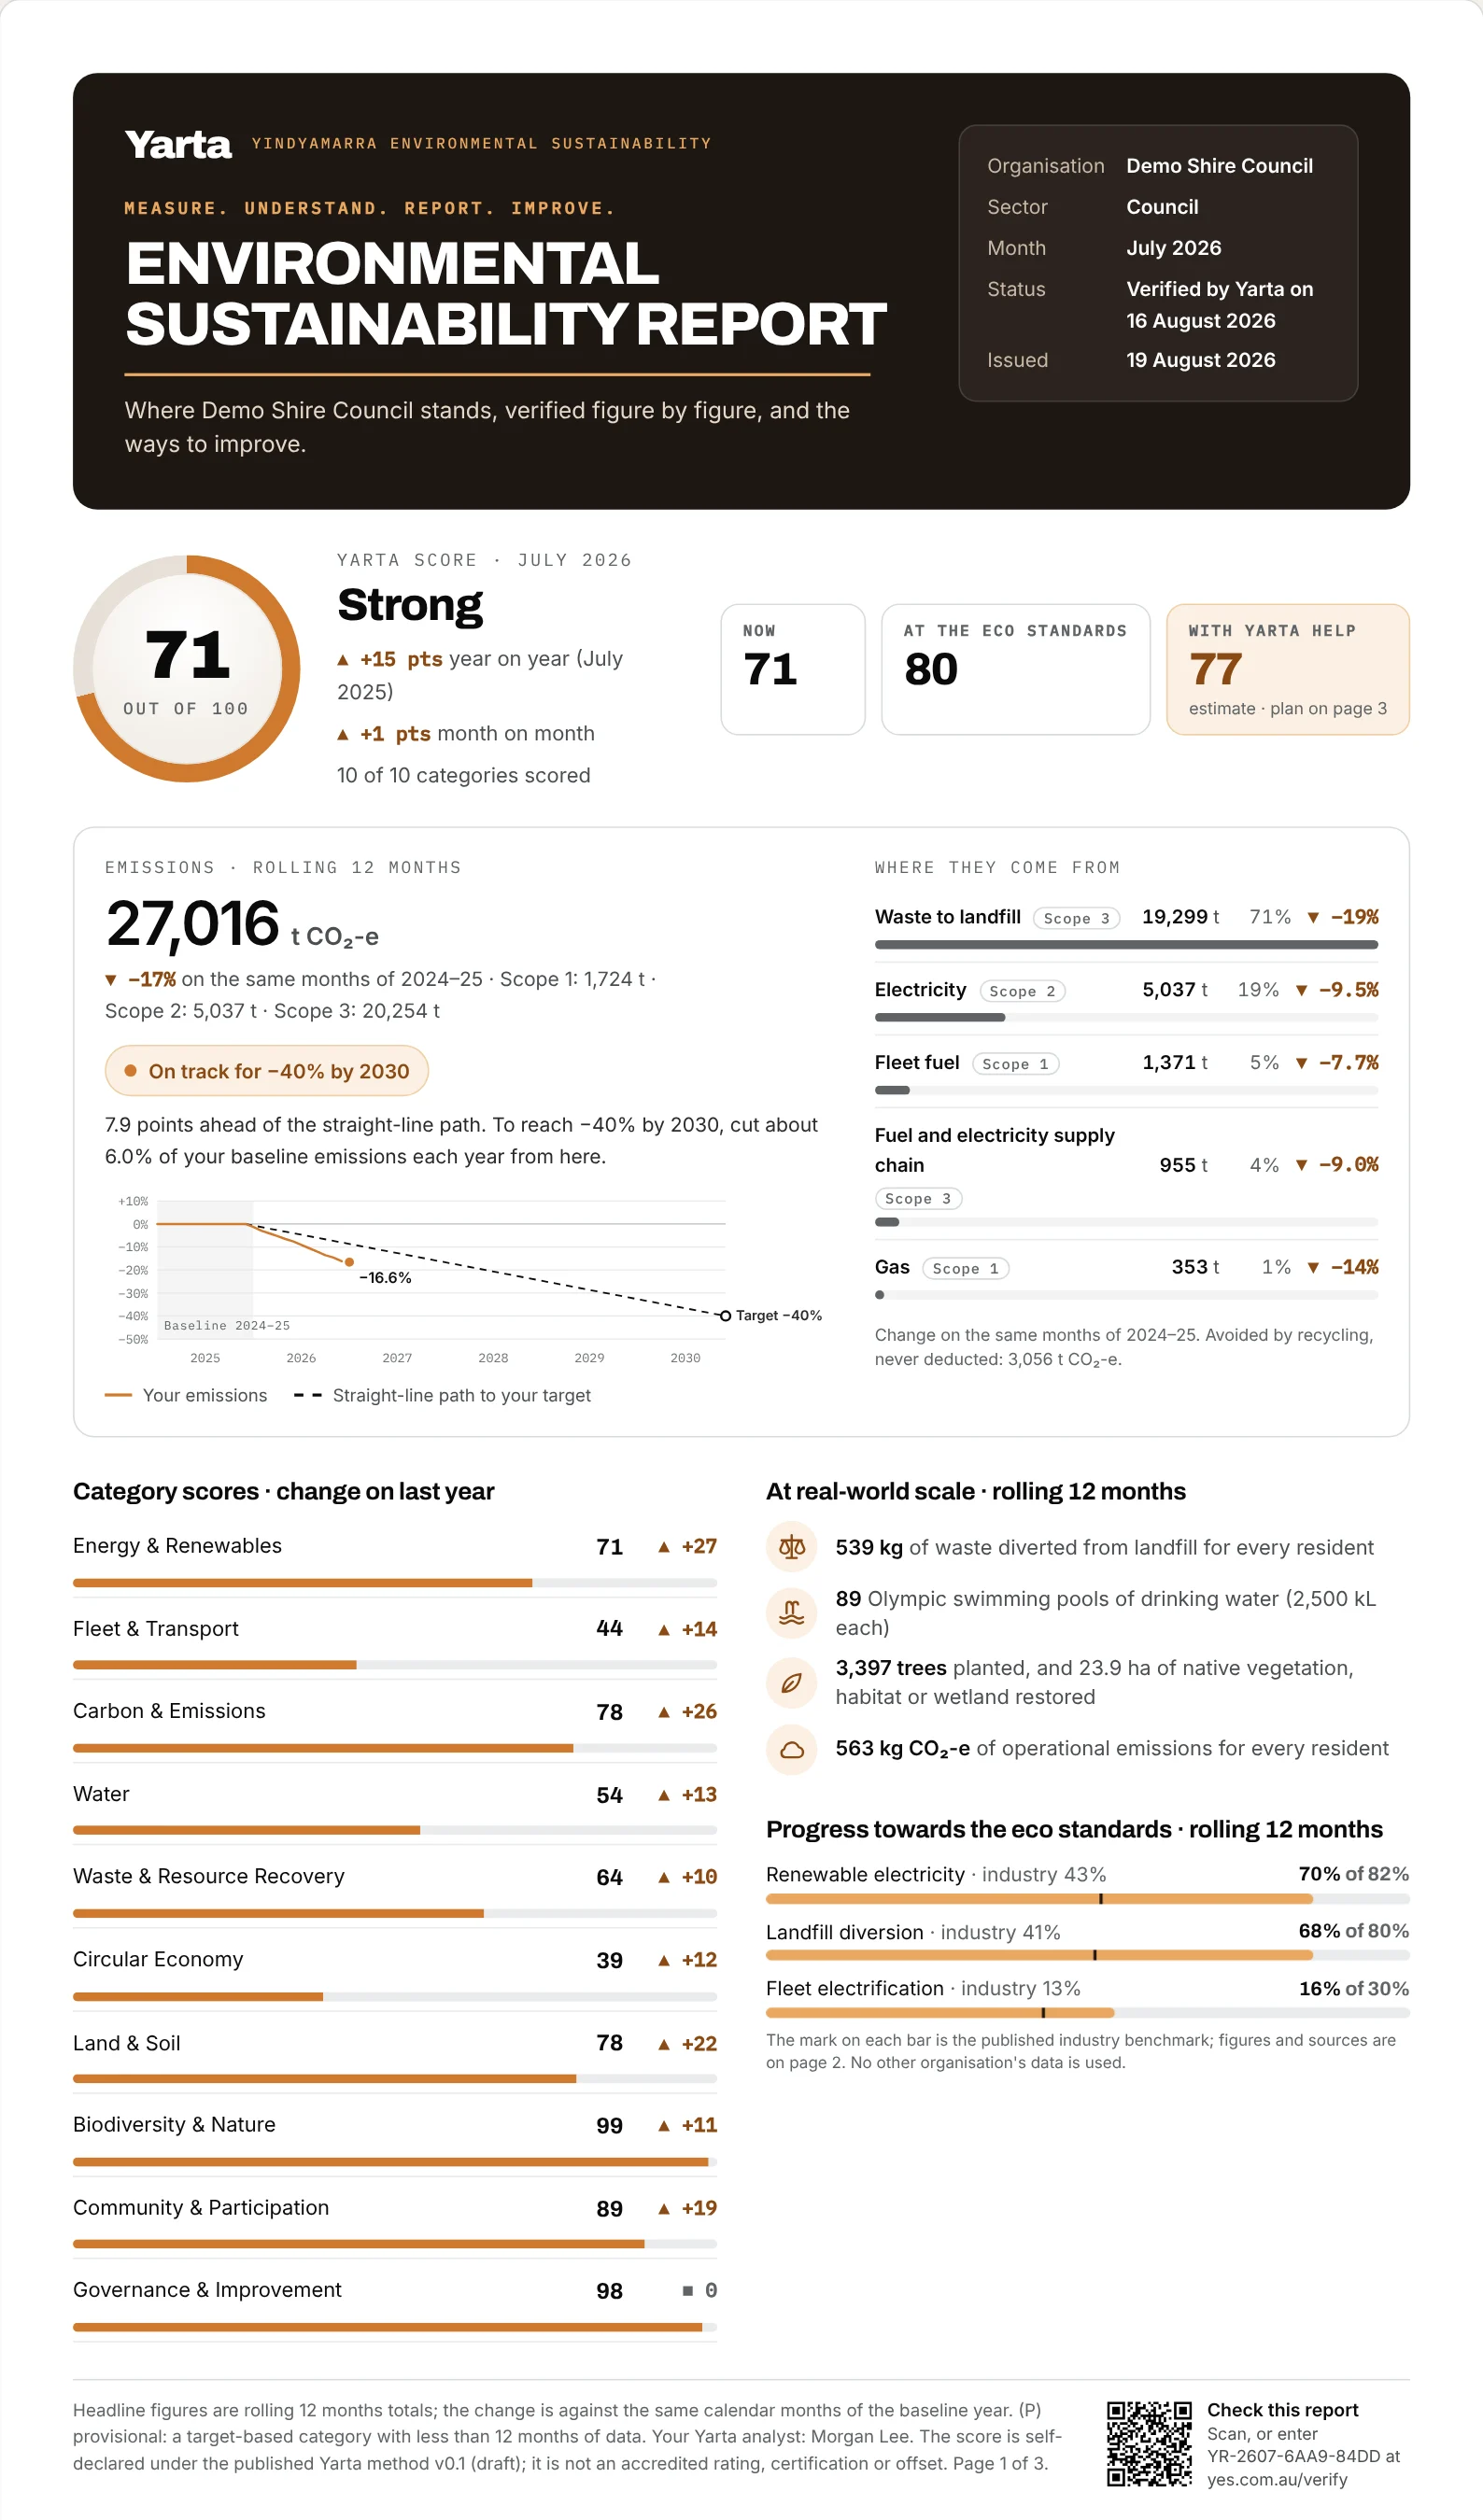 Yarta YINDYAMARRA ENVIRONMENTAL SUSTAINABILITY
MEASURE. UNDERSTAND. REPORT. IMPROVE.
ENVIRONMENTAL
SUSTAINABILITY REPORT
Where Demo Shire Council stands, verified figure by figure, and the
ways to improve.
Organisation Demo Shire Council
Sector Council
Month July 2026
Status Verified by Yarta on
16 August 2026
Issued 19 August 2026
71
OUT OF 100
YARTA SCORE · JULY 2026
Strong
▲ +15 pts year on year (July
2025)
▲ +1 pts month on month
10 of 10 categories scored
NOW
71
AT THE ECO STANDARDS
80
WITH YARTA HELP
77
estimate · plan on page 3
EMISSIONS · ROLLING 12 MONTHS
27,016 t CO₂-e
▼ −17% on the same months of 2024–25 · Scope 1: 1,724 t ·
Scope 2: 5,037 t · Scope 3: 20,254 t
On track for −40% by 2030
7.9 points ahead of the straight-line path. To reach −40% by 2030, cut about
6.0% of your baseline emissions each year from here.
+10%
0%
−10%
−20%
−30%
−40%
−50%
−16.6%
Target −40%
Baseline 2024–25
2025 2026 2027 2028 2029 2030
Your emissions Straight-line path to your target
WHERE THEY COME FROM
Waste to landfill Scope 3 19,299 t 71% ▼ −19%
Electricity Scope 2 5,037 t 19% ▼ −9.5%
Fleet fuel Scope 1 1,371 t 5% ▼ −7.7%
Fuel and electricity supply
chain 955 t 4% ▼ −9.0%
Scope 3
Gas Scope 1 353 t 1% ▼ −14%
Change on the same months of 2024–25. Avoided by recycling,
never deducted: 3,056 t CO₂-e.
Category scores · change on last year
Energy & Renewables 71 ▲ +27
Fleet & Transport 44 ▲ +14
Carbon & Emissions 78 ▲ +26
Water 54 ▲ +13
Waste & Resource Recovery 64 ▲ +10
Circular Economy 39 ▲ +12
Land & Soil 78 ▲ +22
Biodiversity & Nature 99 ▲ +11
Community & Participation 89 ▲ +19
Governance & Improvement 98 ■ 0
At real-world scale · rolling 12 months
539 kg of waste diverted from landfill for every resident
89 Olympic swimming pools of drinking water (2,500 kL
each)
3,397 trees planted, and 23.9 ha of native vegetation,
habitat or wetland restored
563 kg CO₂-e of operational emissions for every resident
Progress towards the eco standards · rolling 12 months
Renewable electricity · industry 43% 70% of 82%
Landfill diversion · industry 41% 68% of 80%
Fleet electrification · industry 13% 16% of 30%
The mark on each bar is the published industry benchmark; figures and sources are
on page 2. No other organisation's data is used.
Headline figures are rolling 12 months totals; the change is against the same calendar months of the baseline year. (P)
provisional: a target-based category with less than 12 months of data. Your Yarta analyst: Morgan Lee. The score is self-
declared under the published Yarta method v0.1 (draft); it is not an accredited rating, certification or offset. Page 1 of 3.
Check this report
Scan, or enter
YR-2607-6AA9-84DD at
yes.com.au/verify